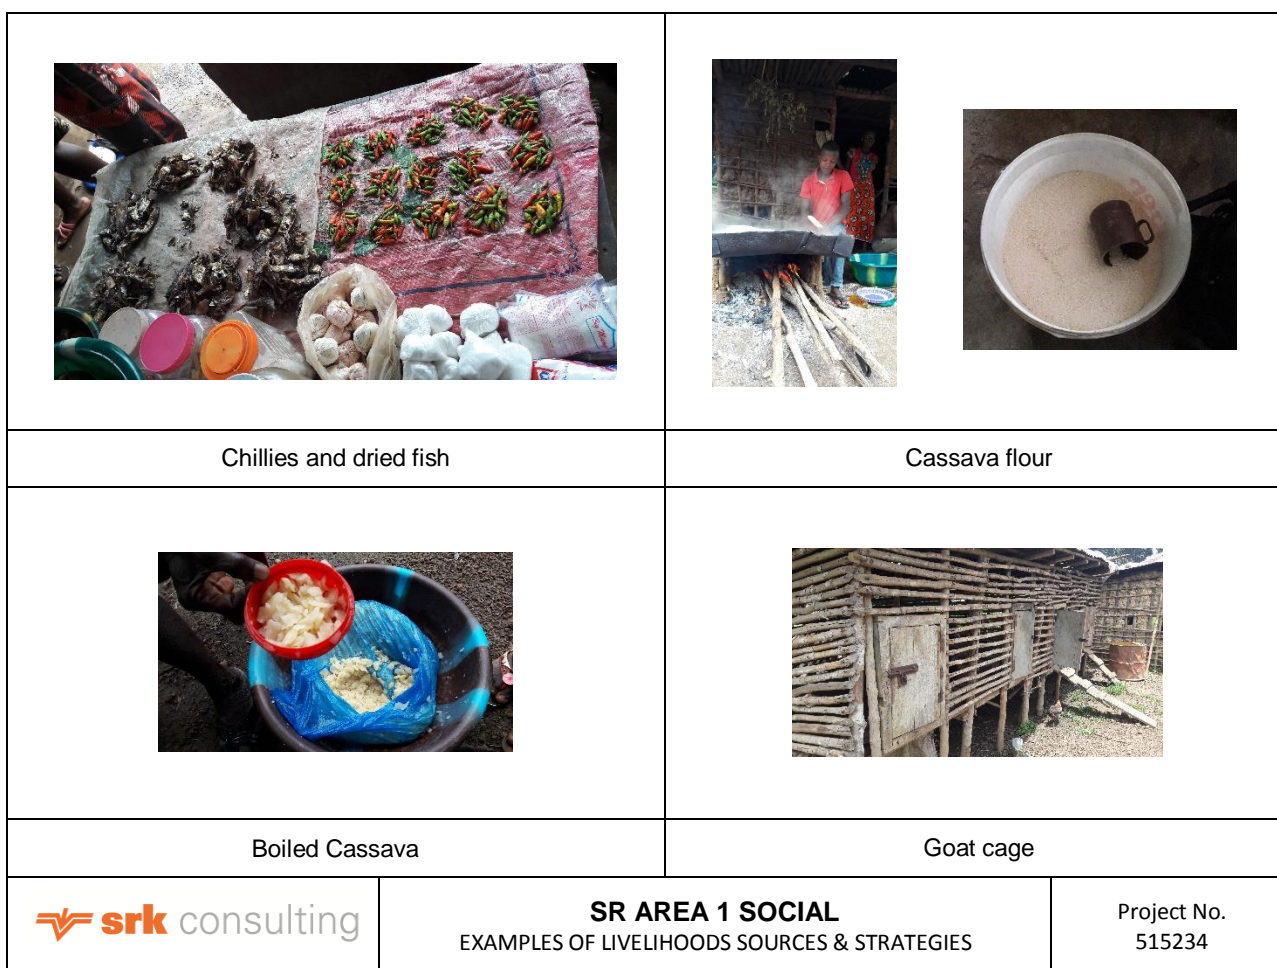 Chillies and dried fish
Cassava flour
Boiled Cassava
Goat cage
srk consulting
SR AREA 1 SOCIAL
EXAMPLES OF LIVELIHOODS SOURCES & STRATEGIES
Project No.
515234